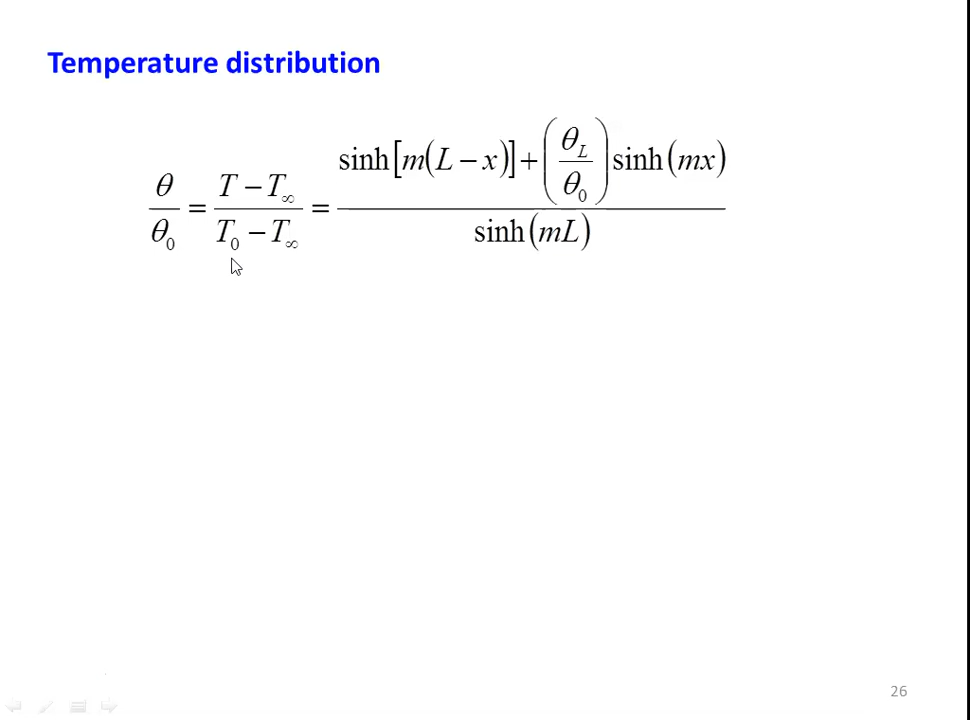 Temperature distribution
θ/θ₀ = (T − T∞)/(T₀ − T∞) = (sinh[m(L − x)] + (θ_L/θ₀) sinh(mx))/sinh(mL)
26